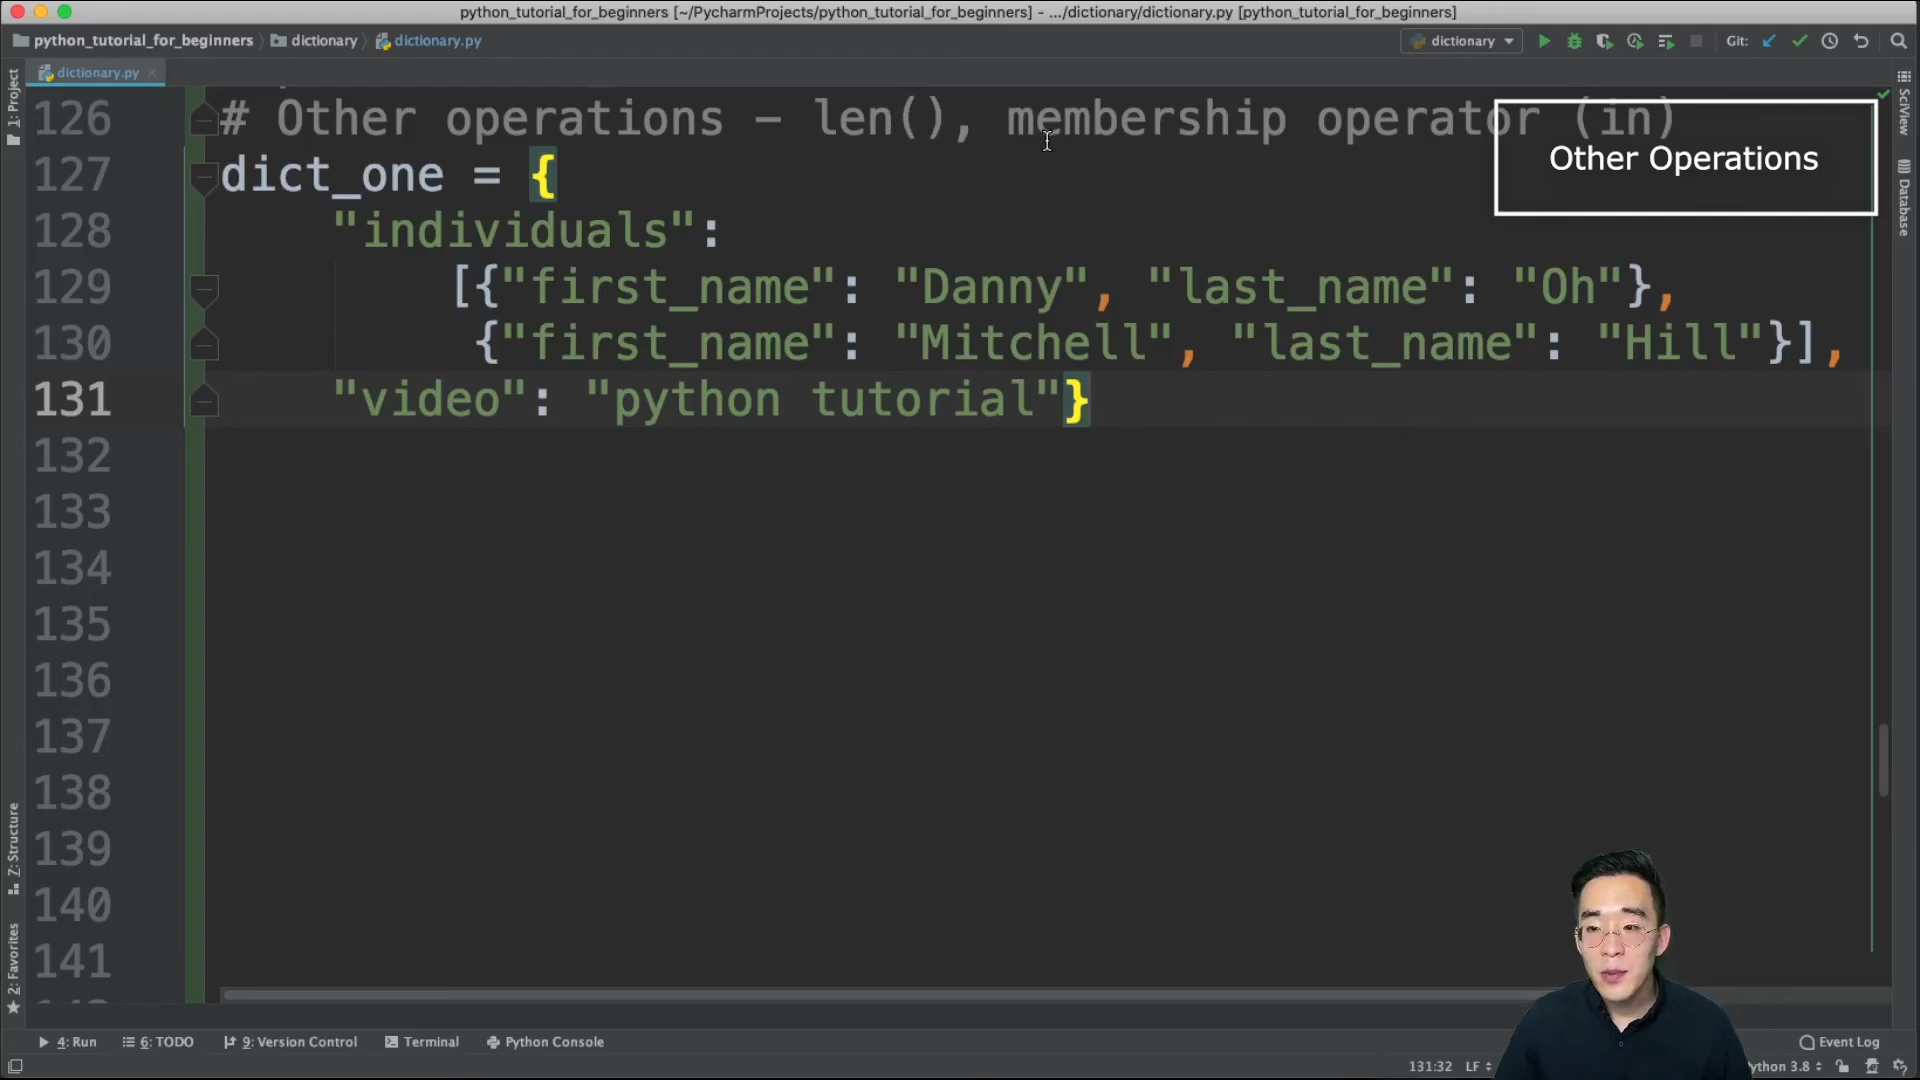 python_tutorial_for_beginners [~/PycharmProjects/python_tutorial_for_beginners] - .../dictionary/dictionary.py [python_tutorial_for_beginners]
python_tutorial_for_beginners dictionary dictionary.py dictionary Git:
dictionary.py
1: Project
SciView
Database
Other Operations
126 # Other operations - len(), membership operator (in)
127 dict_one = {
128 "individuals":
129 [{"first_name": "Danny", "last_name": "Oh"},
130 {"first_name": "Mitchell", "last_name": "Hill"}],
131 "video": "python tutorial"}
132
133
134
135
136
137
138
139
140
141
Z: Structure
2: Favorites
4: Run 6: TODO 9: Version Control Terminal Python Console Event Log
131:32 LF ython 3.8